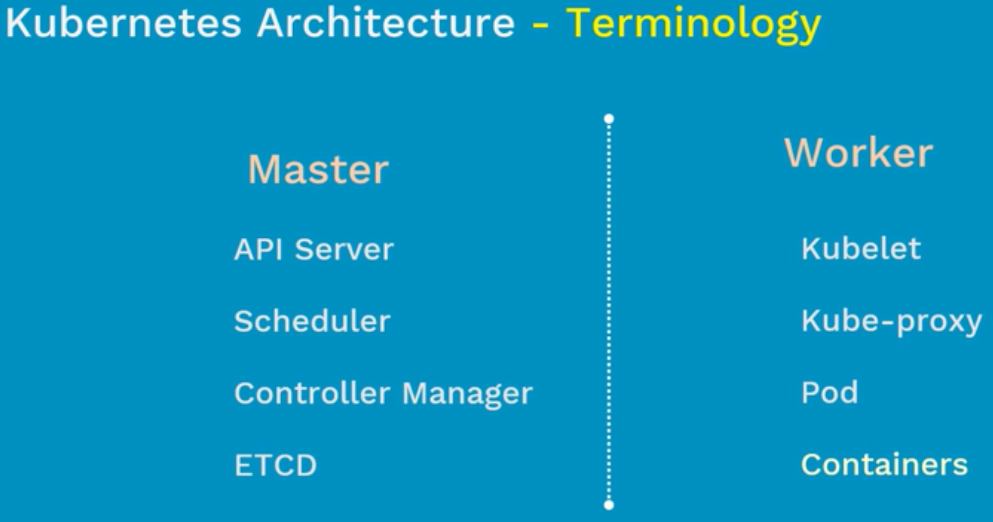 Kubernetes Architecture - Terminology
Master
API Server
Scheduler
Controller Manager
ETCD
Worker
Kubelet
Kube-proxy
Pod
Containers